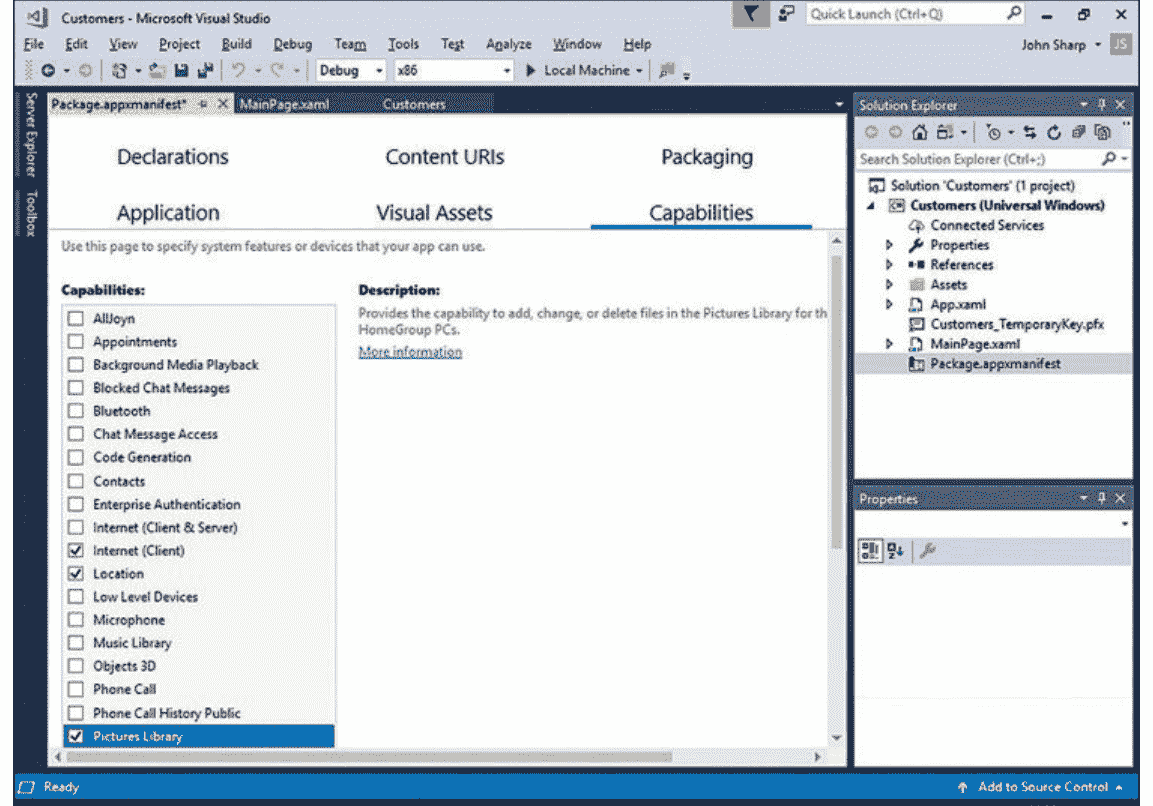 Customers - Microsoft Visual Studio
Quick Launch (Ctrl+Q)
File Edit View Project Build Debug Team Tools Test Analyze Window Help
John Sharp JS
Debug x86 Local Machine
Server Explorer
Toolbox
Package.appxmanifest* MainPage.xaml Customers
Declarations Content URIs Packaging
Application Visual Assets Capabilities
Use this page to specify system features or devices that your app can use.
Capabilities:
AllJoyn
Appointments
Background Media Playback
Blocked Chat Messages
Bluetooth
Chat Message Access
Code Generation
Contacts
Enterprise Authentication
Internet (Client & Server)
Internet (Client)
Location
Low Level Devices
Microphone
Music Library
Objects 3D
Phone Call
Phone Call History Public
Pictures Library
Description:
Provides the capability to add, change, or delete files in the Pictures Library for th
HomeGroup PCs.
More information
Solution Explorer
Search Solution Explorer (Ctrl+;)
Solution 'Customers' (1 project)
Customers (Universal Windows)
Connected Services
Properties
References
Assets
App.xaml
Customers_TemporaryKey.pfx
MainPage.xaml
Package.appxmanifest
Properties
Ready
Add to Source Control